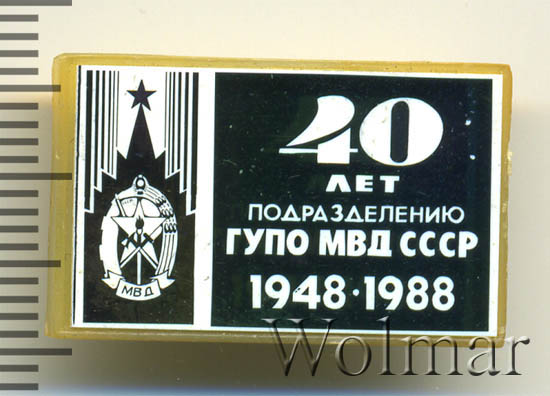 40
ЛЕТ
ПОДРАЗДЕЛЕНИЮ
ГУПО МВД СССР
1948·1988
МВД
Wolmar